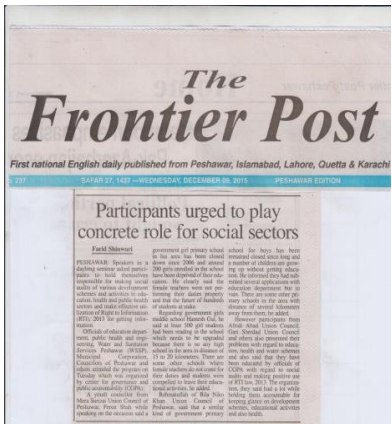 The
Frontier Post
First national English daily published from Peshawar, Islamabad, Lahore, Quetta & Karachi
SAFAR 27, 1437 —WEDNESDAY, DECEMBER 09, 2015
PESHAWAR EDITION
Participants urged to play
concrete role for social sectors
Farid Shinwari
PESHAWAR: Speakers in a
daylong seminar asked partici-
pants to hold themselves
responsible for making social
audits of various development
schemes and activities in edu-
cation, health and public health
sectors and make effective uti-
lization of Right to Information
(RTI), 2013 for getting infor-
mation.
Officials of education depart-
ment, public health and engi-
neering, Water and Sanitation
Services Peshawar (WSSP),
Municipal Corporation,
Councilors of Peshawar and
others attended the program on
Tuesday which was organized
by center for governance and
public accountability (CGPA).
A youth councilor from
Mera Surizai Union Council of
Peshawar, Feroz Shah while
speaking on the occasion said a
government girl primary school
in his area has been closed
down since 2006 and around
200 girls enrolled in the school
have been deprived of their edu-
cation. He clearly said the
female teachers were not per-
forming their duties properly
and that the future of hundreds
of students at stake.
Regarding government girls
middle school Hameed Gul, he
said at least 500 girl students
had been reading in the school
which needs to be upgraded
because there is no any high
school in the area in distance of
15 to 20 kilometers. There are
some other schools where
female teachers do not come for
their duties and students were
compelled to leave their educa-
tional activities, he added.
Rehmatullah of Bila Nilo
Khan Union Council of
Peshawar, said that a similar
kind of government primary
school for boys has been
remained closed since long and
a number of children are grow-
ing up without getting educa-
tion. He informed they had sub-
mitted several applications with
education department but in
vain. There are some other pri-
mary schools in the area with
distance of several kilometers
away from them, he added.
However participants from
Afridi Abad Union Council,
Gari Sherdad Union Council
and others also presented their
problems with regard to educa-
tion, health and water schemes
and also said that they have
been educated by officials of
CGPA with regard to social
audits and making positive use
of RTI law, 2013. The organiza-
tion, they said had a lot while
holding them accountable for
keeping glance on development
schemes, educational activities
and also health.